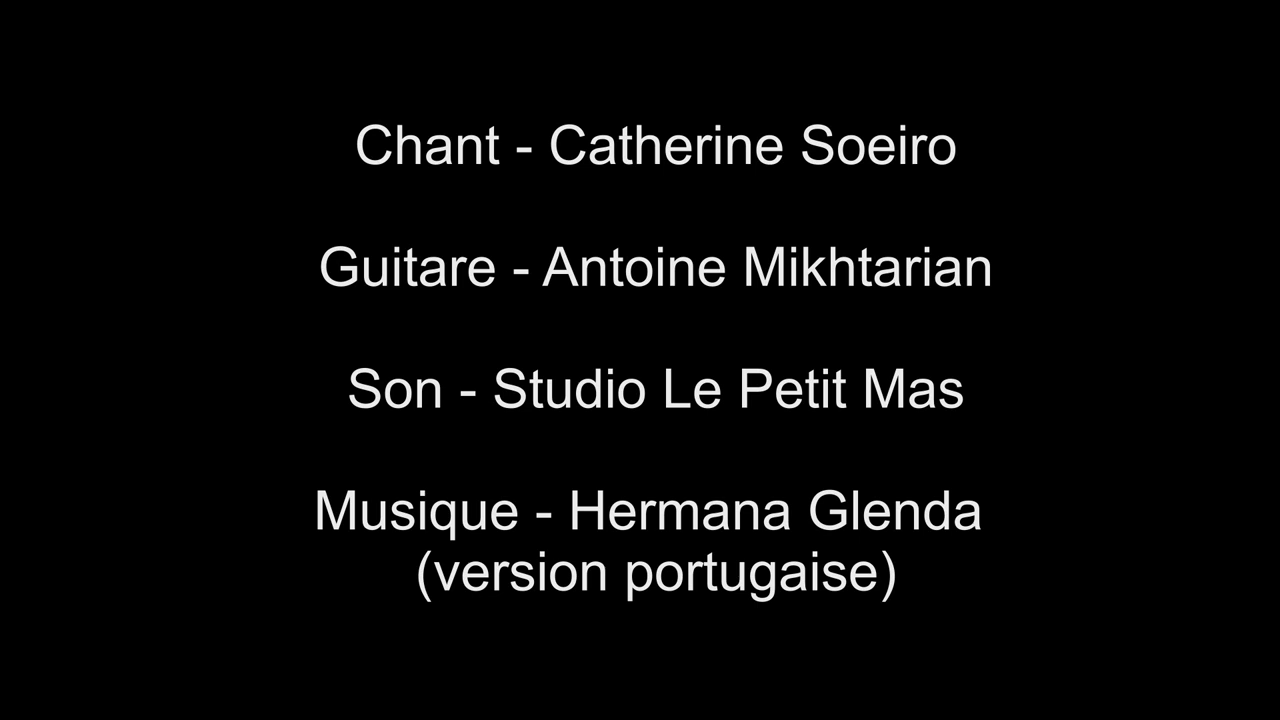 Chant - Catherine Soeiro
Guitare - Antoine Mikhtarian
Son - Studio Le Petit Mas
Musique - Hermana Glenda
(version portugaise)